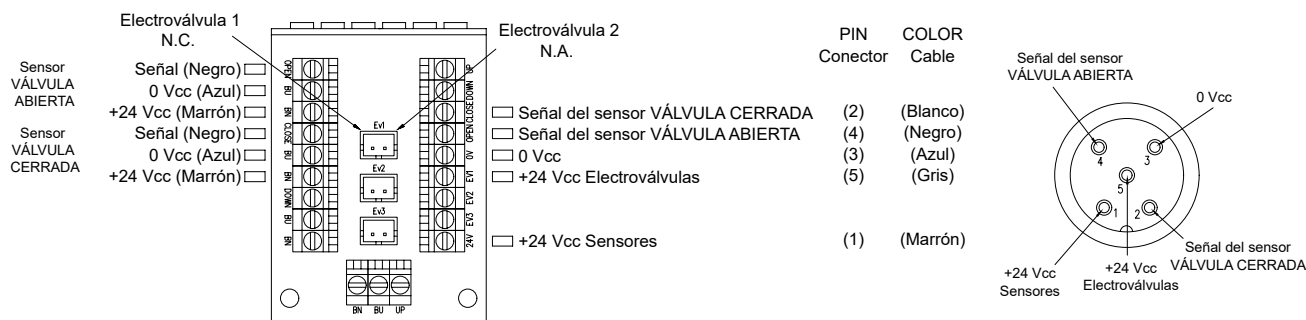 Electroválvula 1
N.C.
Electroválvula 2
N.A.
PIN
Conector
COLOR
Cable
Sensor
VÁLVULA
ABIERTA
Señal (Negro)
0 Vcc (Azul)
+24 Vcc (Marrón)
Sensor
VÁLVULA
CERRADA
Señal (Negro)
0 Vcc (Azul)
+24 Vcc (Marrón)
OPEN
BU
BN
CLOSE
BU
BN
DOWN
BU
BN
Ev1
Ev2
Ev3
UP
DOWN
CLOSE
OPEN
0V
EV1
EV2
EV3
24V
BN BU UP
Señal del sensor VÁLVULA CERRADA (2) (Blanco)
Señal del sensor VÁLVULA ABIERTA (4) (Negro)
0 Vcc (3) (Azul)
+24 Vcc Electroválvulas (5) (Gris)
+24 Vcc Sensores (1) (Marrón)
Señal del sensor
VÁLVULA ABIERTA
0 Vcc
4
3
5
1
2
+24 Vcc
Sensores
+24 Vcc
Electroválvulas
Señal del sensor
VÁLVULA CERRADA